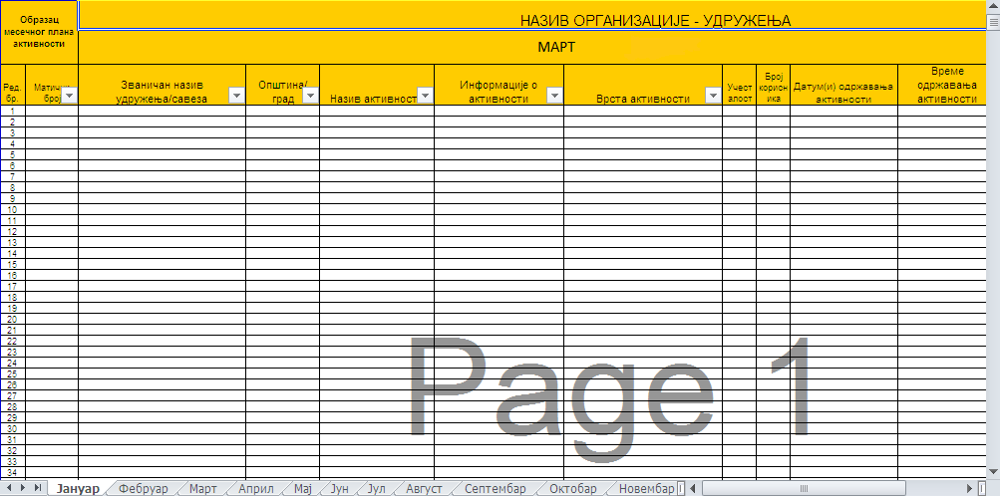 Образац
месечног плана
активности
НАЗИВ ОРГАНИЗАЦИЈЕ - УДРУЖЕЊА
МАРТ
Ред.
бр.
број
Званичан назив
удружења/савеза
Општина/
град
Назив активност
Информације о
активности
Врста активности
Учест
алост
Број
корисн
ика
Датум(и) одржавања
активности
Време
одржавања
активности
1
2
3
4
5
6
7
8
9
10
11
12
13
14
15
16
17
18
19
20
21
22
23
24
25
26
27
28
29
30
31
32
33
34
Page 1
Јануар Фебруар Март Април Мај Јун Јул Август Септембар Октобар Новембар